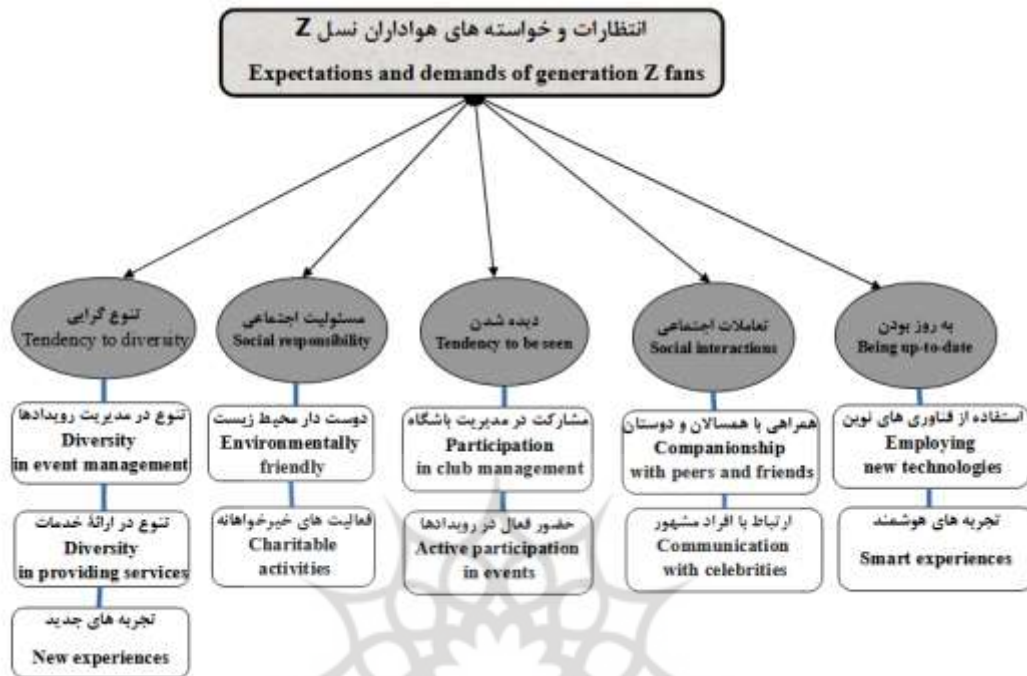 انتظارات و خواسته های هواداران نسل Z
Expectations and demands of generation Z fans
تنوع گرایی
Tendency to diversity
مسئولیت اجتماعی
Social responsibility
دیده شدن
Tendency to be seen
تعاملات اجتماعی
Social interactions
به روز بودن
Being up-to-date
تنوع در مدیریت رویدادها
Diversity
in event management
دوست دار محیط زیست
Environmentally
friendly
مشارکت در مدیریت باشگاه
Participation
in club management
همراهی با همسالان و دوستان
Companionship
with peers and friends
استفاده از فناوری های نوین
Employing
new technologies
تنوع در ارائهٔ خدمات
Diversity
in providing services
فعالیت های خیرخواهانه
Charitable
activities
حضور فعال در رویدادها
Active participation
in events
ارتباط با افراد مشهور
Communication
with celebrities
تجربه های هوشمند
Smart experiences
تجربه های جدید
New experiences